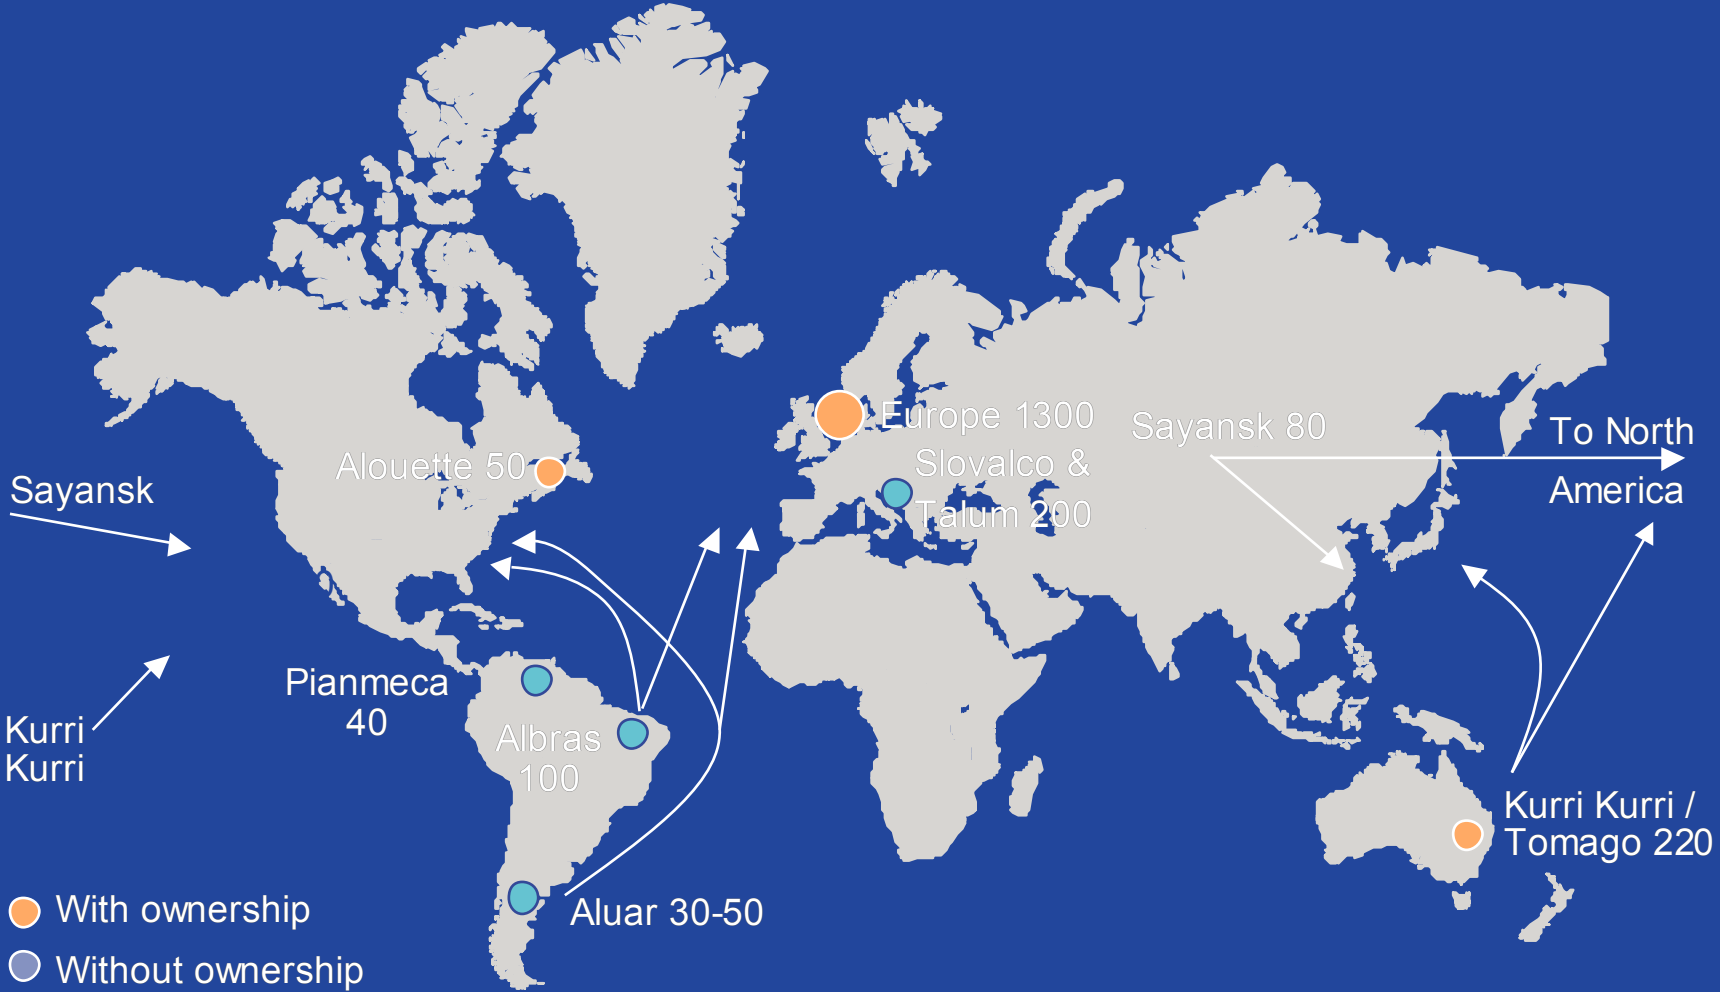 Europe 1300
Sayansk 80
To North
America
Alouette 50
Slovalco &
Talum 200
Sayansk
Pianmeca
40
Kurri
Kurri
Albras
100
Kurri Kurri /
Tomago 220
Aluar 30-50
With ownership
Without ownership